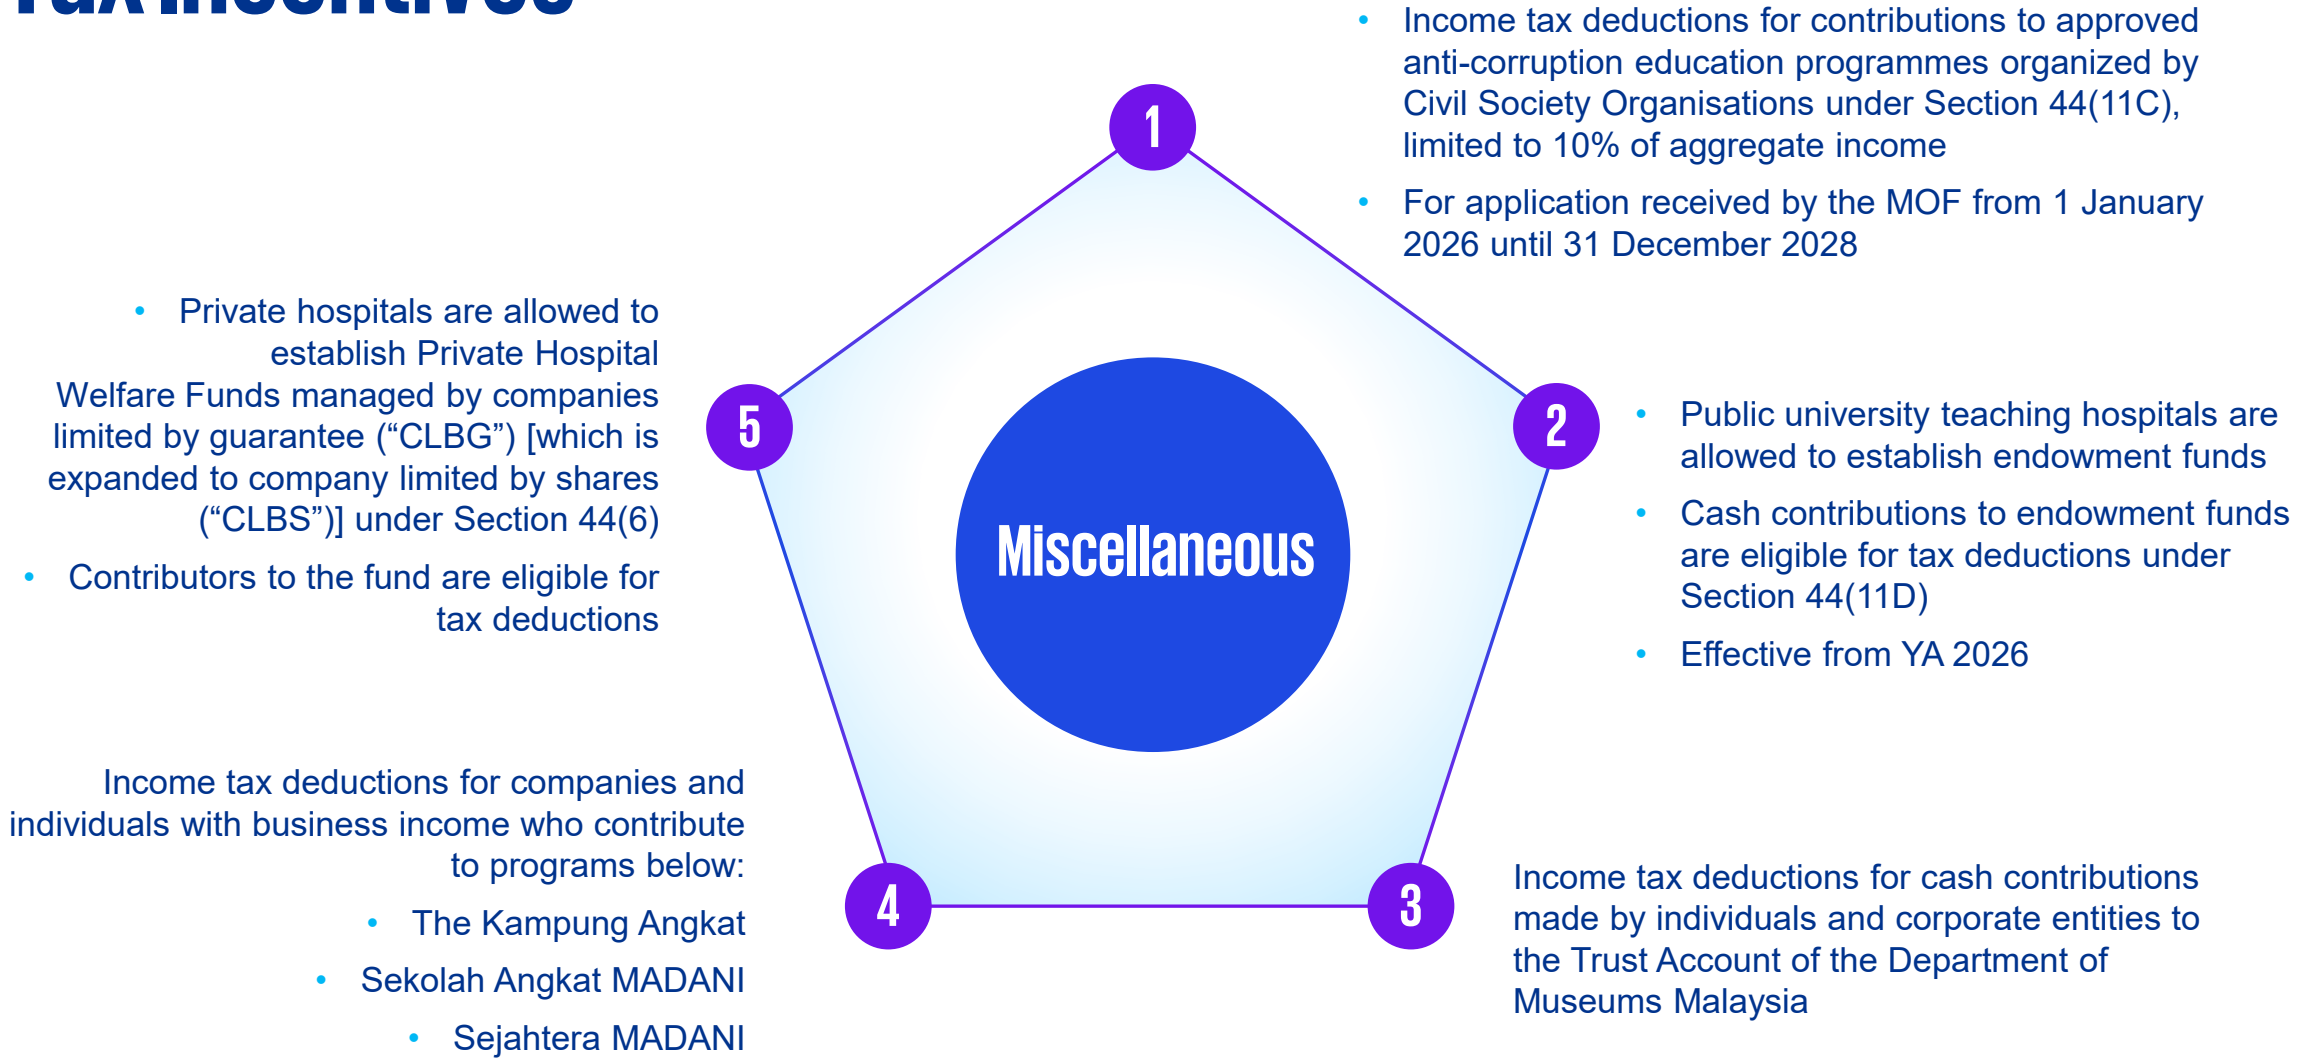 Tax Incentives
• Income tax deductions for contributions to approved
anti-corruption education programmes organized by
Civil Society Organisations under Section 44(11C),
limited to 10% of aggregate income
• For application received by the MOF from 1 January
2026 until 31 December 2028
1
2
• Public university teaching hospitals are
allowed to establish endowment funds
• Cash contributions to endowment funds
are eligible for tax deductions under
Section 44(11D)
• Effective from YA 2026
3
Income tax deductions for cash contributions
made by individuals and corporate entities to
the Trust Account of the Department of
Museums Malaysia
4
Income tax deductions for companies and
individuals with business income who contribute
to programs below:
• The Kampung Angkat
• Sekolah Angkat MADANI
• Sejahtera MADANI
5
• Private hospitals are allowed to
establish Private Hospital
Welfare Funds managed by companies
limited by guarantee (“CLBG”) [which is
expanded to company limited by shares
(“CLBS”)] under Section 44(6)
• Contributors to the fund are eligible for
tax deductions
Miscellaneous